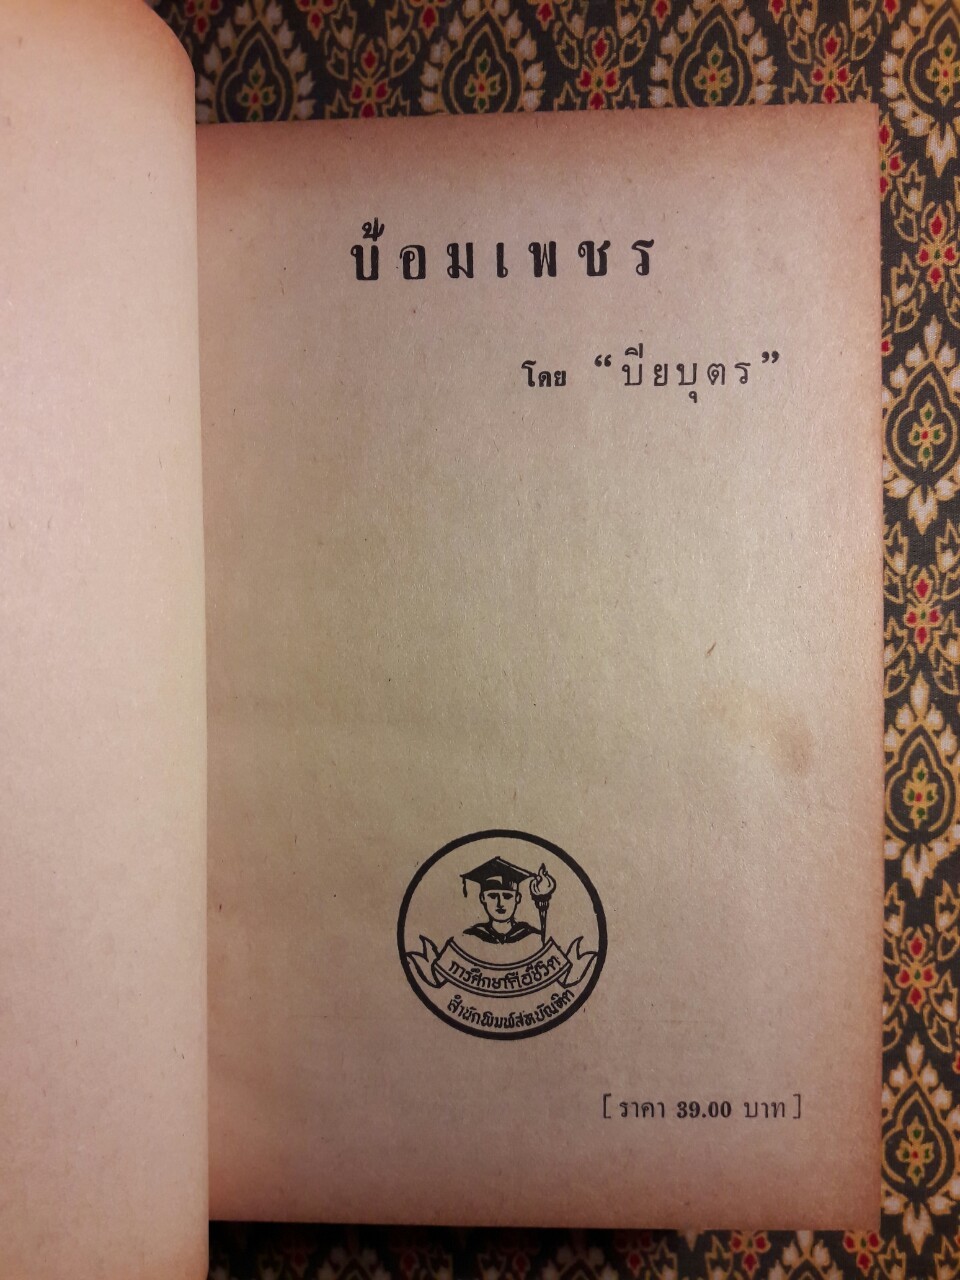 ป้อมเพชร
โดย "ปิยบุตร"
การศึกษาคือชีวิต
สำนักพิมพ์สหบัณฑิต
[ ราคา 39.00 บาท ]